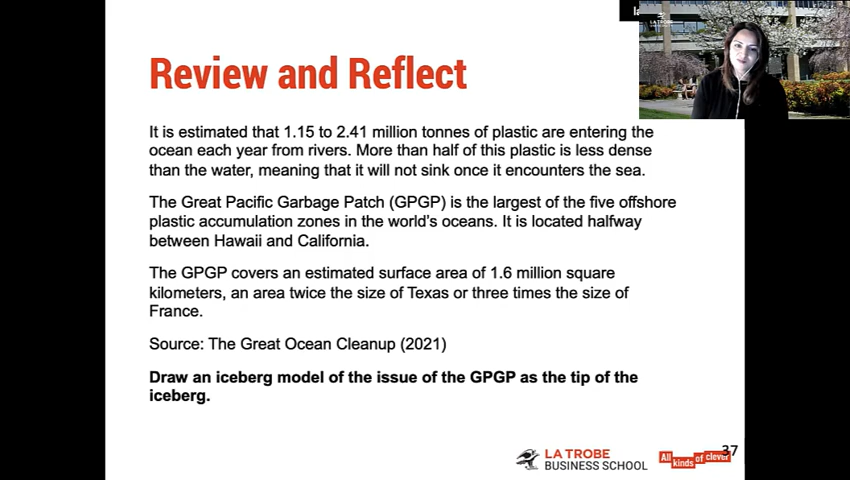 Review and Reflect
It is estimated that 1.15 to 2.41 million tonnes of plastic are entering the
ocean each year from rivers. More than half of this plastic is less dense
than the water, meaning that it will not sink once it encounters the sea.
The Great Pacific Garbage Patch (GPGP) is the largest of the five offshore
plastic accumulation zones in the world's oceans. It is located halfway
between Hawaii and California.
The GPGP covers an estimated surface area of 1.6 million square
kilometers, an area twice the size of Texas or three times the size of
France.
Source: The Great Ocean Cleanup (2021)
Draw an iceberg model of the issue of the GPGP as the tip of the
iceberg.
LA TROBE
LA TROBE
BUSINESS SCHOOL
All kinds of clever
37